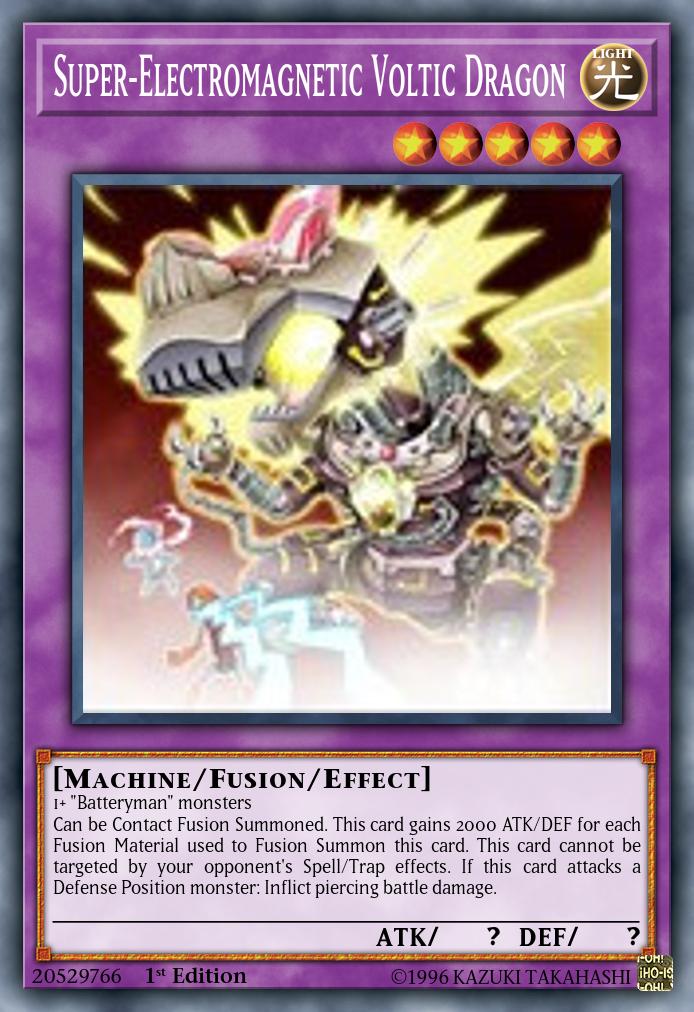 SUPER-ELECTROMAGNETIC VOLTIC DRAGON
LIGHT
光
[MACHINE/FUSION/EFFECT]
1+ "Batteryman" monsters
Can be Contact Fusion Summoned. This card gains 2000 ATK/DEF for each
Fusion Material used to Fusion Summon this card. This card cannot be
targeted by your opponent's Spell/Trap effects. If this card attacks a
Defense Position monster: Inflict piercing battle damage.
ATK/ ? DEF/ ?
20529766 1st Edition ©1996 KAZUKI TAKAHASHI